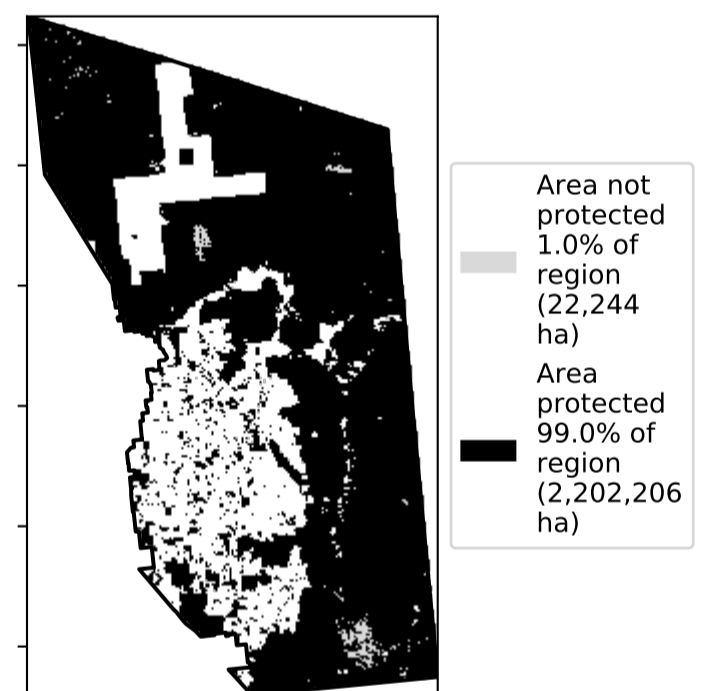 Area not
protected
1.0% of
region
(22,244
ha)
Area
protected
99.0% of
region
(2,202,206
ha)